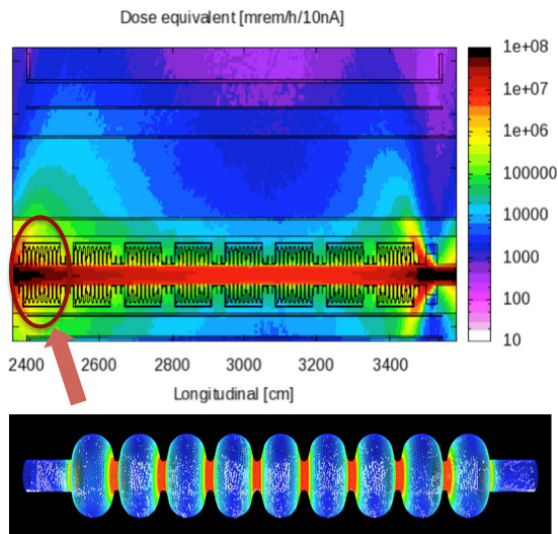 Dose equivalent [mrem/h/10nA]
1e+08
1e+07
1e+06
100000
10000
1000
100
10
2400 2600 2800 3000 3200 3400
Longitudinal [cm]